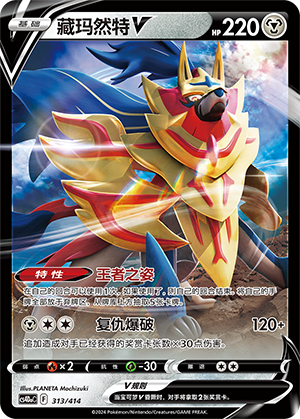 基础
藏玛然特V
HP 220
特性 王者之姿
在自己的回合可以使用1次,如果使用了,则自己的回合结束。将自己的手
牌全部放于弃牌区,从牌库上方抽取5张卡牌。
复仇爆破 120+
追加造成对手已经获得的奖赏卡张数×30点伤害。
弱点 ×2 抵抗力 -30 撤退
Illus.PLANETA Mochizuki
V规则
CS4DaC F 313/414
当宝可梦V昏厥时,对手将拿取2张奖赏卡。
©2024 Pokémon/Nintendo/Creatures/GAME FREAK.